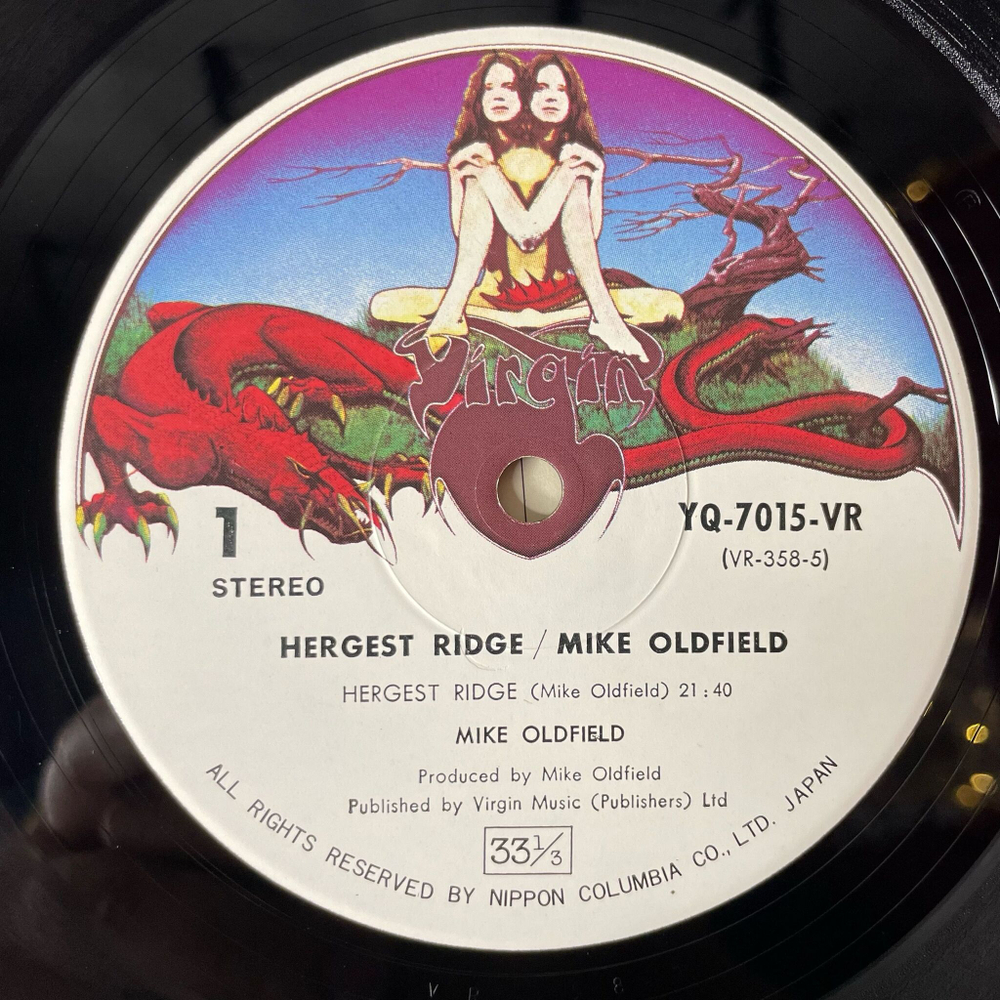 Virgin
1
STEREO
YQ-7015-VR
(VR-358-5)
HERGEST RIDGE / MIKE OLDFIELD
HERGEST RIDGE (Mike Oldfield) 21:40
MIKE OLDFIELD
Produced by Mike Oldfield
Published by Virgin Music (Publishers) Ltd
33 1/3
ALL RIGHTS RESERVED BY NIPPON COLUMBIA CO., LTD. JAPAN